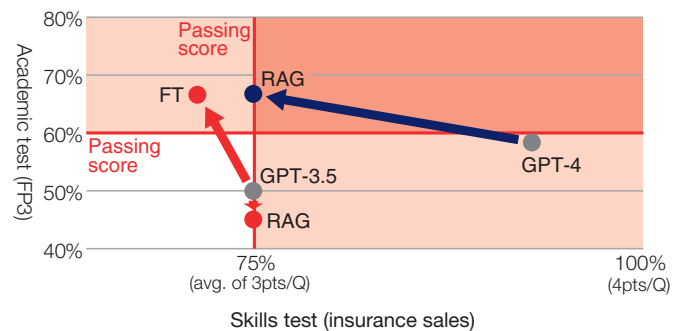 80%
Passing
score
RAG
70%
FT
60%
Passing
score
GPT-4
GPT-3.5
50%
RAG
40%
Academic test (FP3)
75%
100%
(avg. of 3pts/Q)
(4pts/Q)
Skills test (insurance sales)